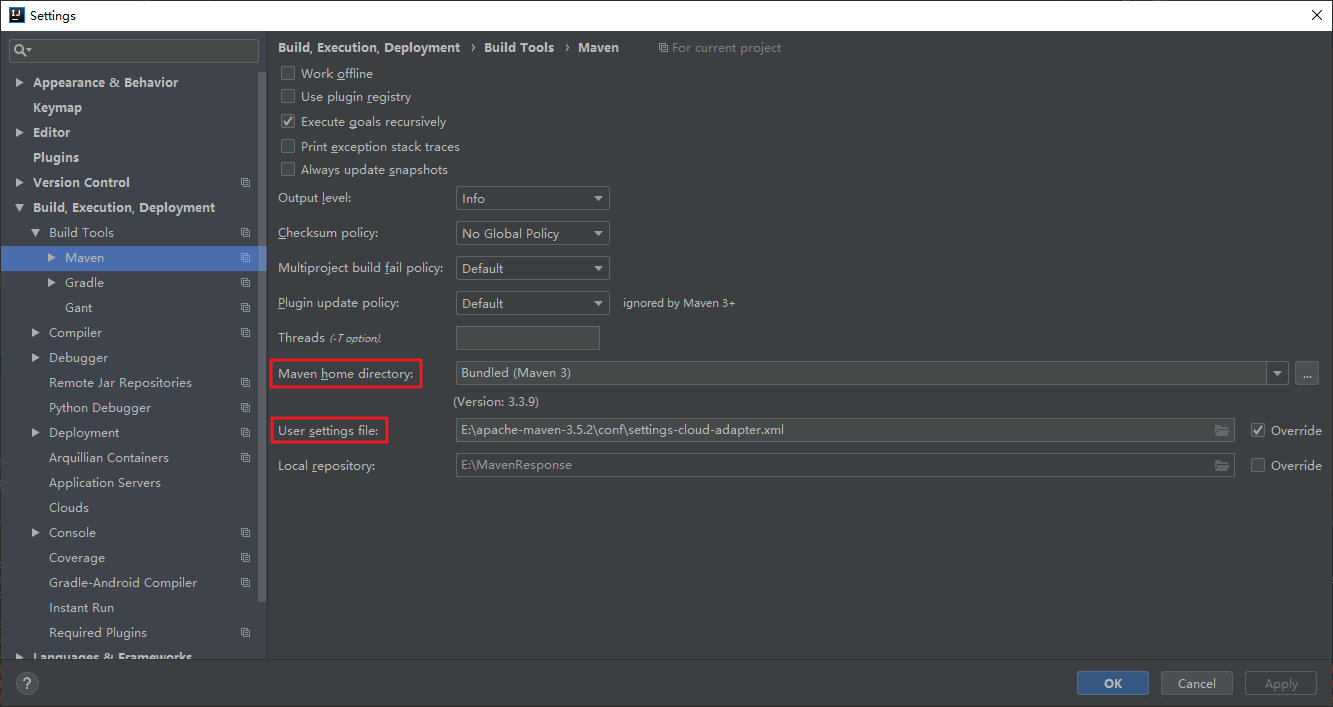 Settings
Build, Execution, Deployment › Build Tools › Maven For current project
Appearance & Behavior
Keymap
Editor
Plugins
Version Control
Build, Execution, Deployment
Build Tools
Maven
Gradle
Gant
Compiler
Debugger
Remote Jar Repositories
Python Debugger
Deployment
Arquillian Containers
Application Servers
Clouds
Console
Coverage
Gradle-Android Compiler
Instant Run
Required Plugins
Languages & Frameworks
Work offline
Use plugin registry
Execute goals recursively
Print exception stack traces
Always update snapshots
Output level: Info
Checksum policy: No Global Policy
Multiproject build fail policy: Default
Plugin update policy: Default ignored by Maven 3+
Threads (-T option).
Maven home directory: Bundled (Maven 3) ...
(Version: 3.3.9)
User settings file: E:\apache-maven-3.5.2\conf\settings-cloud-adapter.xml Override
Local repository: E:\MavenResponse Override
? OK Cancel Apply